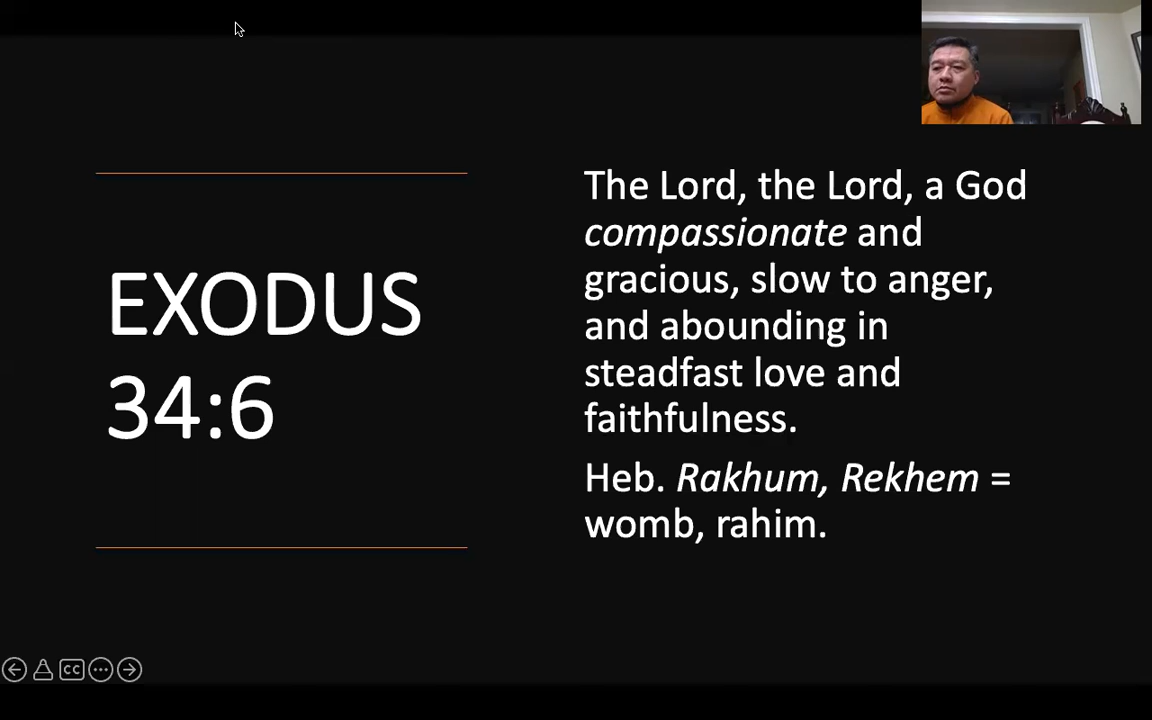 EXODUS
34:6
The Lord, the Lord, a God
compassionate and
gracious, slow to anger,
and abounding in
steadfast love and
faithfulness.
Heb. Rakhum, Rekhem =
womb, rahim.
CC